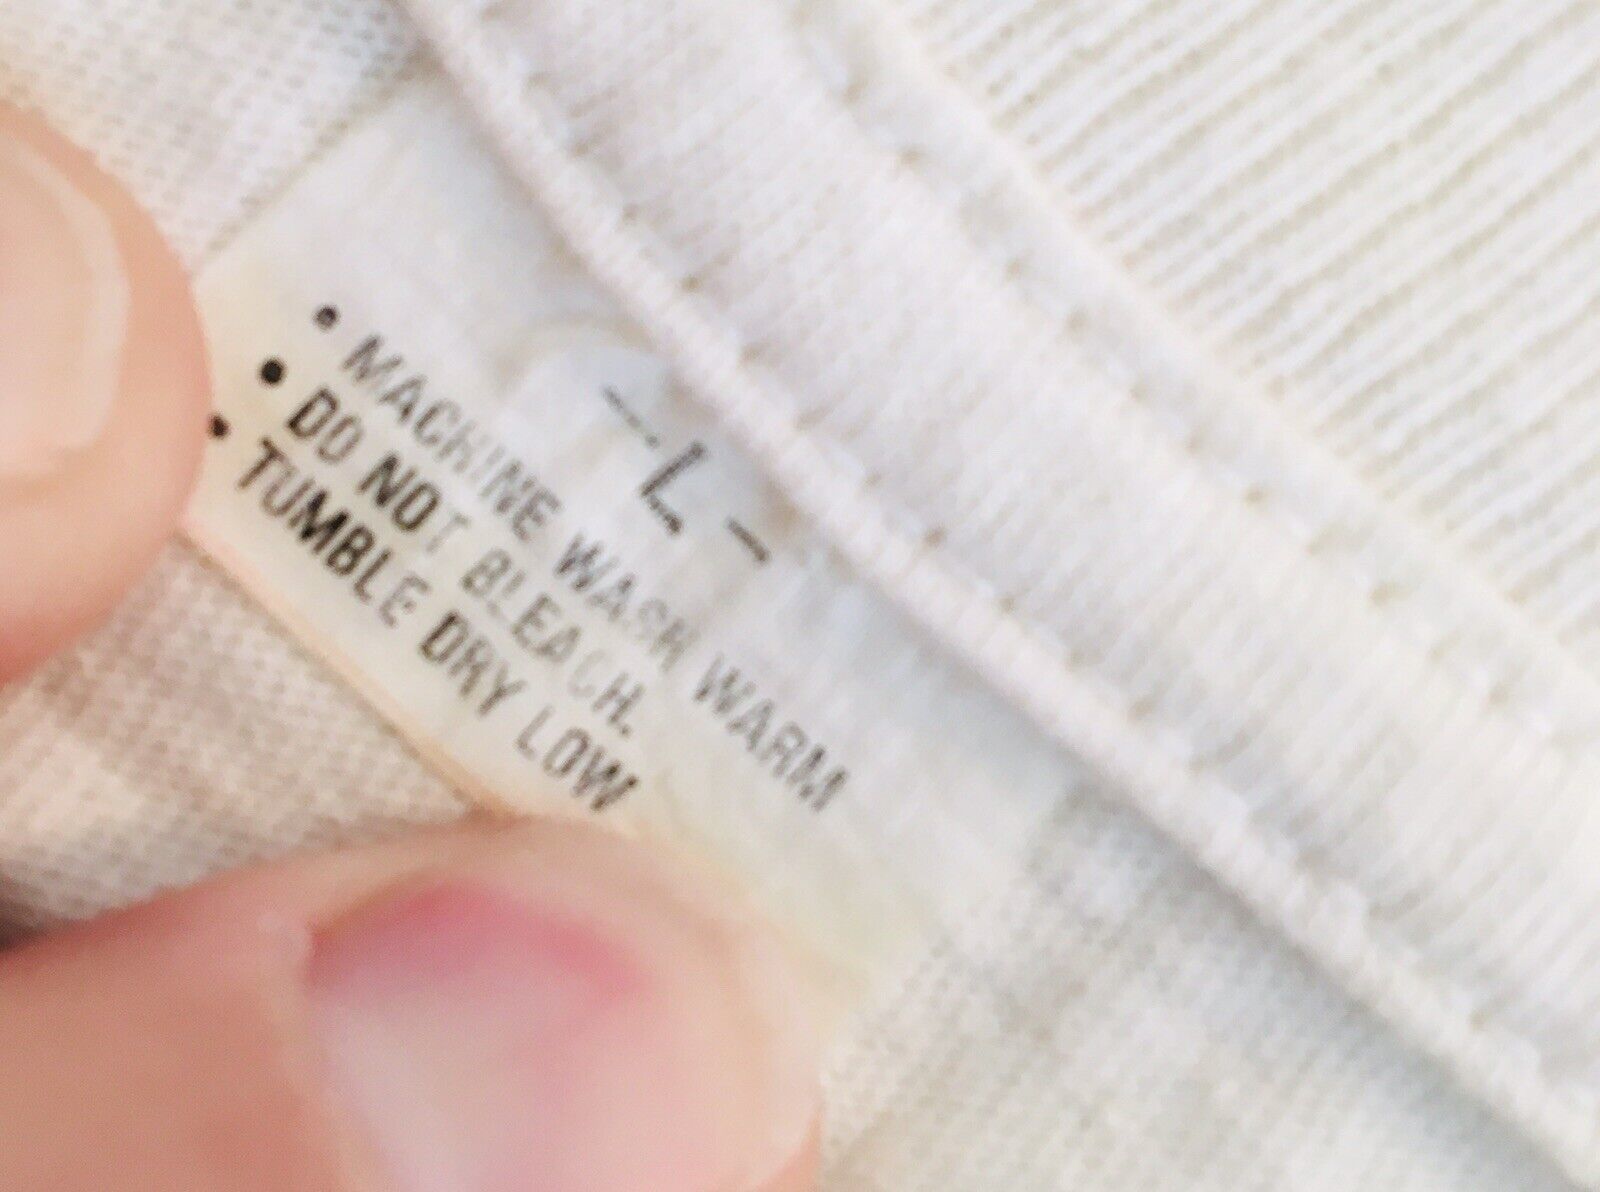 - L -
• MACHINE WASH WARM
• DO NOT BLEACH.
• TUMBLE DRY LOW